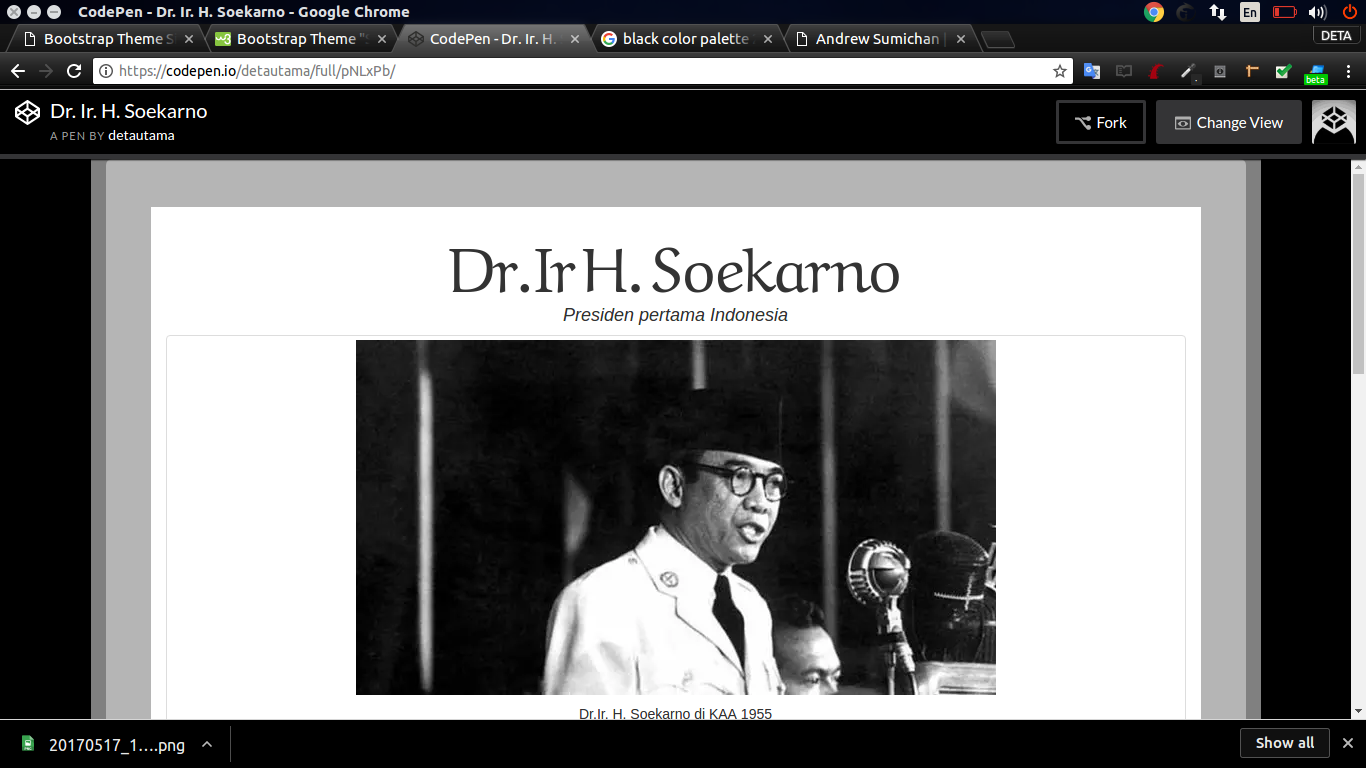 CodePen - Dr. Ir. H. Soekarno - Google Chrome
En
Bootstrap Theme S
Bootstrap Theme "S
CodePen - Dr. Ir. H.
black color palette
Andrew Sumichan |
DETA
https://codepen.io/detautama/full/pNLxPb/
beta
Dr. Ir. H. Soekarno
A PEN BY detautama
Fork
Change View
Dr. Ir H. Soekarno
Presiden pertama Indonesia
Dr.Ir. H. Soekarno di KAA 1955
20170517_1....png
Show all